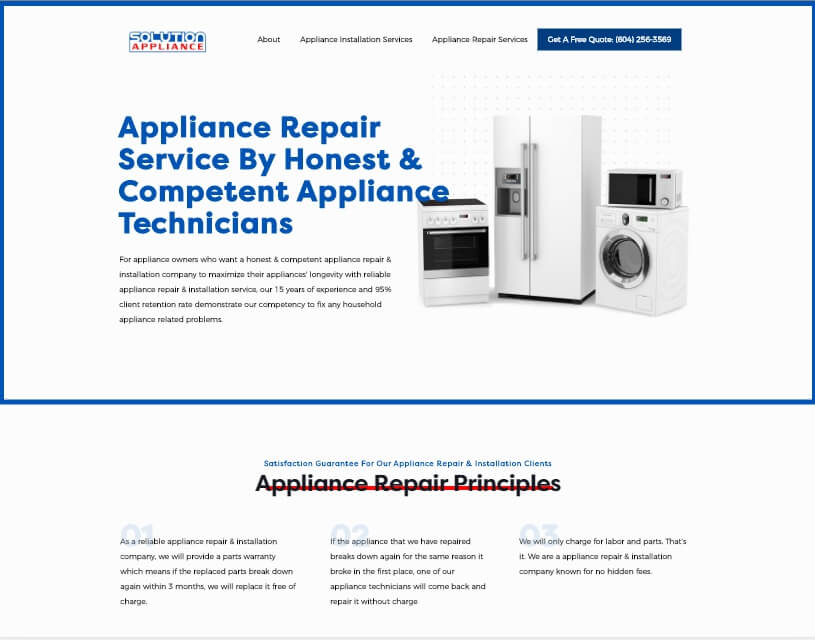 SOLUTION
APPLIANCE
About
Appliance Installation Services
Appliance Repair Services
Get A Free Quote: (604) 256-3569
Appliance Repair
Service By Honest &
Competent Appliance
Technicians
For appliance owners who want a honest & competent appliance repair &
installation company to maximize their appliances' longevity with reliable
appliance repair & installation service, our 15 years of experience and 95%
client retention rate demonstrate our competency to fix any household
appliance related problems.
Satisfaction Guarantee For Our Appliance Repair & Installation Clients
Appliance Repair Principles
01
As a reliable appliance repair & installation
company, we will provide a parts warranty
which means if the replaced parts break down
again within 3 months, we will replace it free of
charge.
02
If the appliance that we have repaired
breaks down again for the same reason it
broke in the first place, one of our
appliance technicians will come back and
repair it without charge
03
We will only charge for labor and parts. That's
it. We are a appliance repair & installation
company known for no hidden fees.